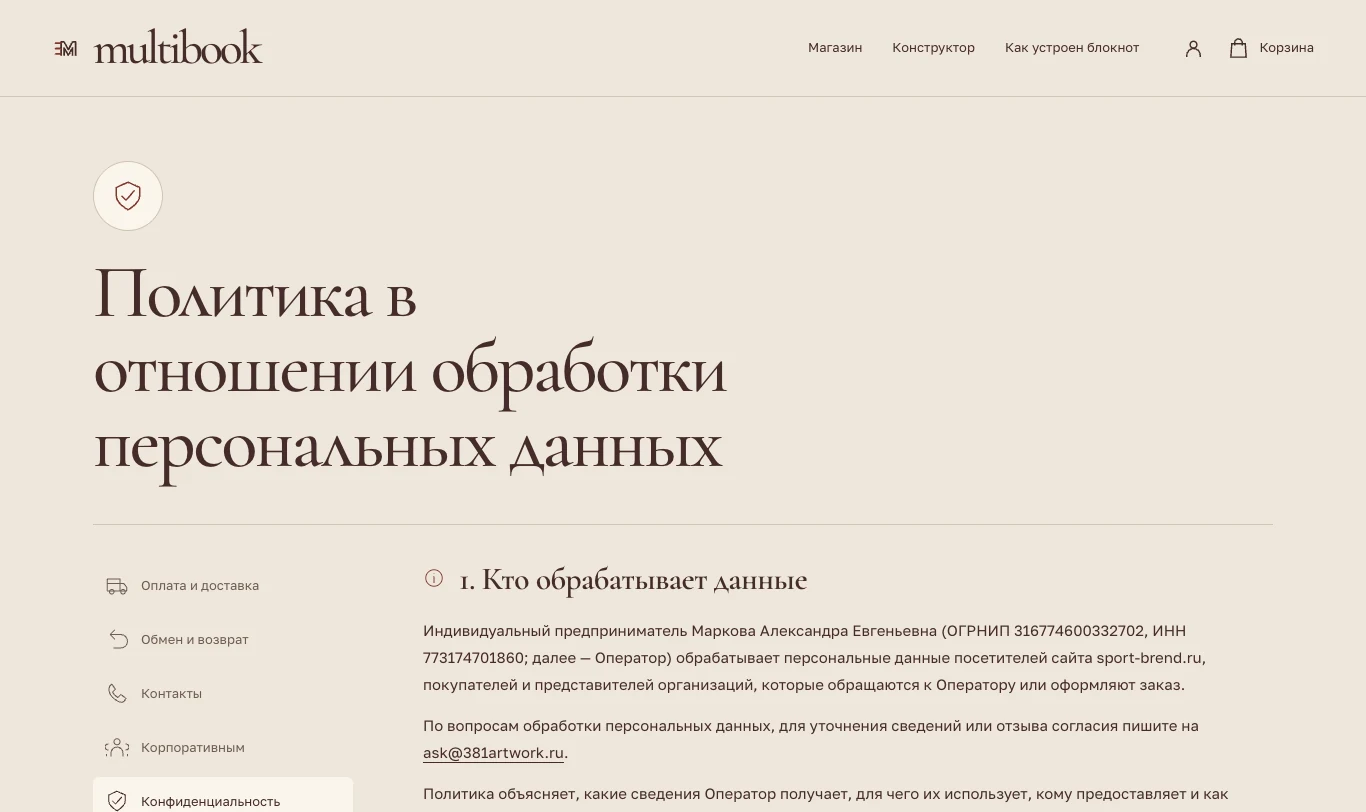 multibook
Магазин
Конструктор
Как устроен блокнот
Корзина
Политика в
отношении обработки
персональных данных
Оплата и доставка
Обмен и возврат
Контакты
Корпоративным
Конфиденциальность
1. Кто обрабатывает данные
Индивидуальный предприниматель Маркова Александра Евгеньевна (ОГРНИП 316774600332702, ИНН
773174701860; далее — Оператор) обрабатывает персональные данные посетителей сайта sport-brend.ru,
покупателей и представителей организаций, которые обращаются к Оператору или оформляют заказ.
По вопросам обработки персональных данных, для уточнения сведений или отзыва согласия пишите на
ask@381artwork.ru.
Политика объясняет, какие сведения Оператор получает, для чего их использует, кому предоставляет и как